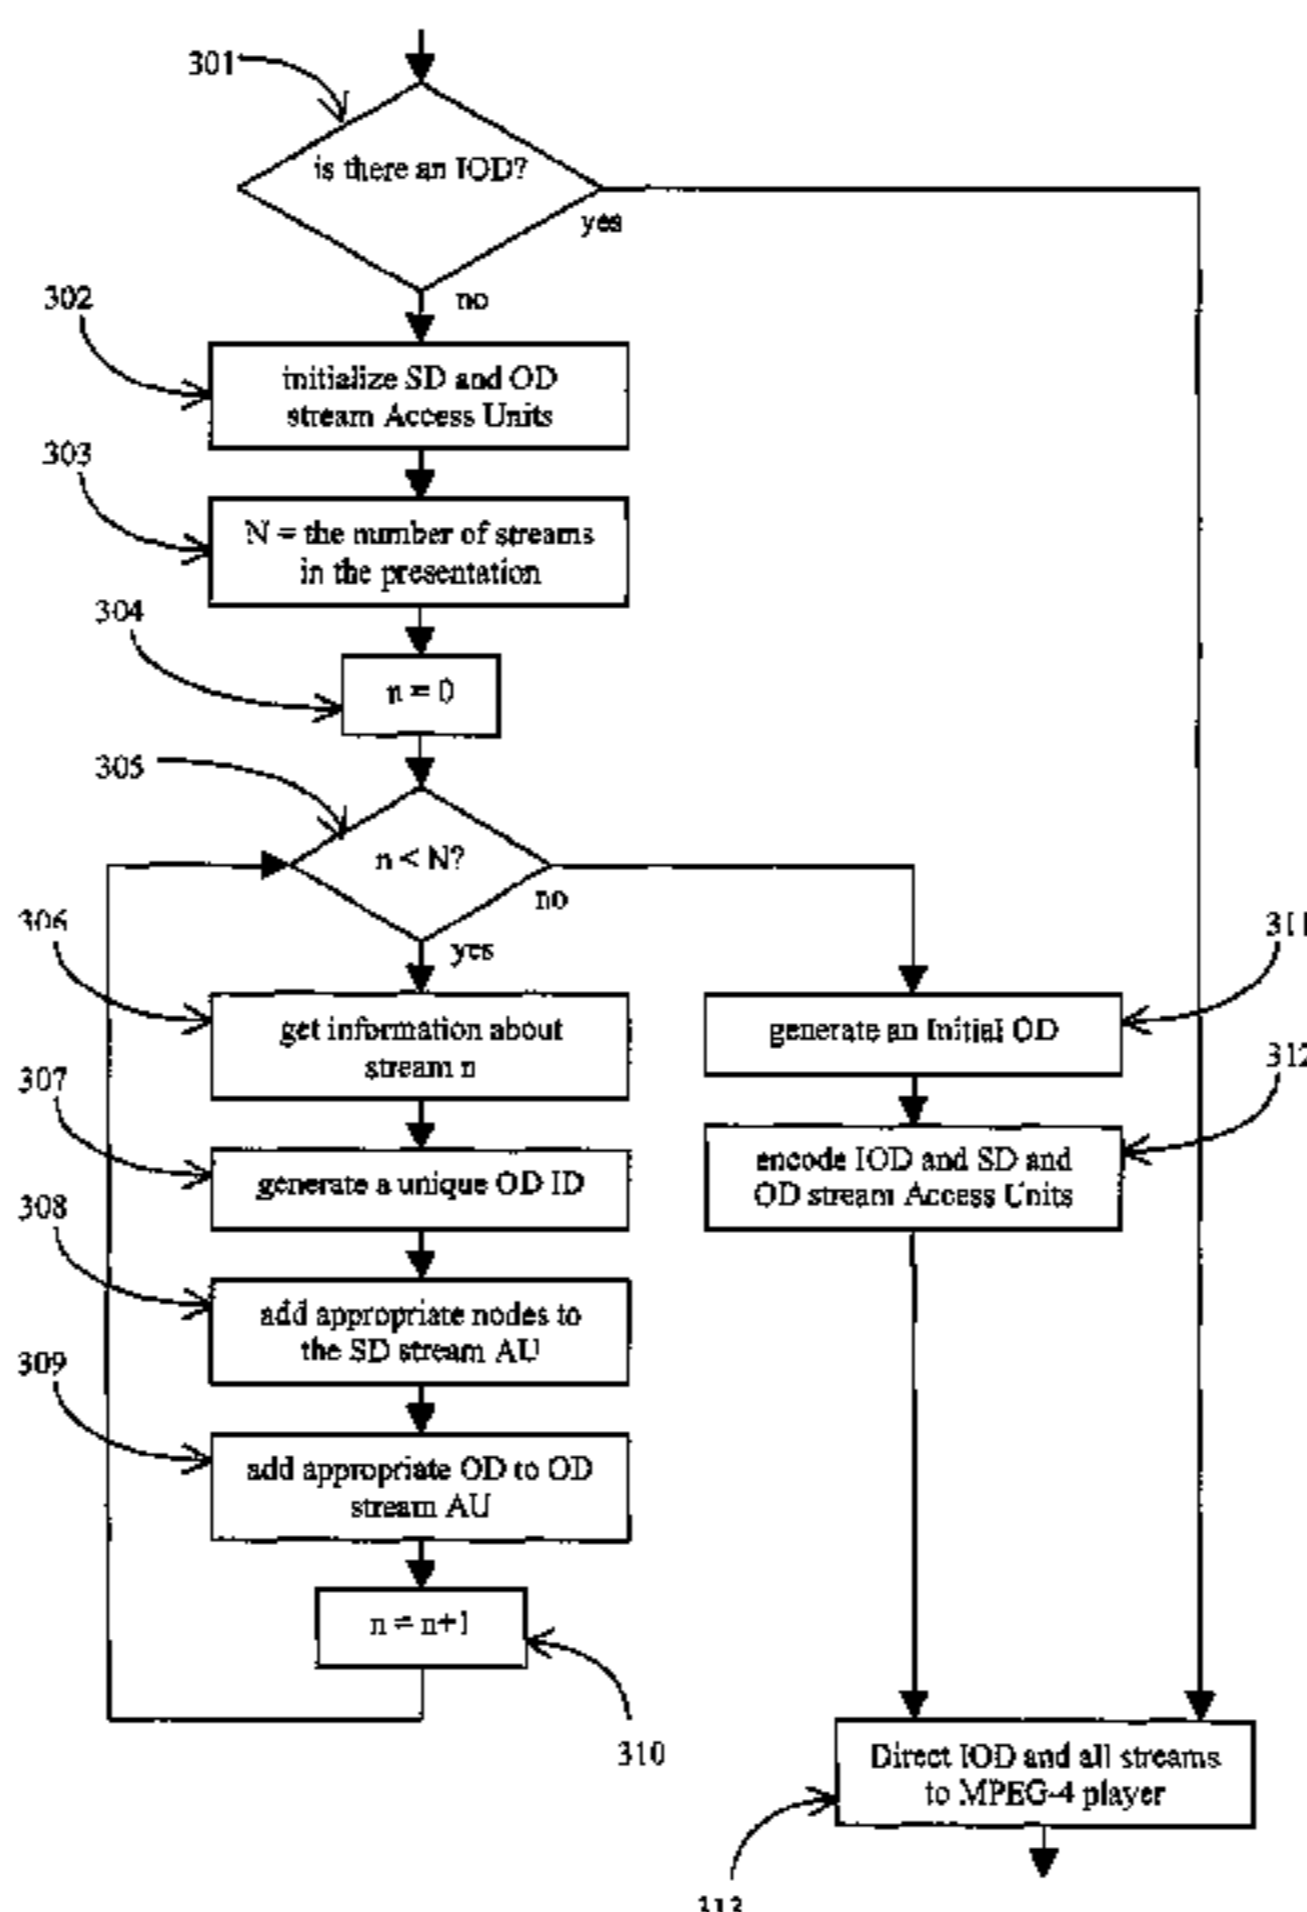 301
is there an IOD?
yes
no
302
initialize SD and OD
stream Access Units
303
N = the number of streams
in the presentation
304
n = 0
305
n < N?
no
yes
306
get information about
stream n
311
generate an Initial OD
307
generate a unique OD ID
312
encode IOD and SD and
OD stream Access Units
308
add appropriate nodes to
the SD stream AU
309
add appropriate OD to OD
stream AU
n = n+1
310
Direct IOD and all streams
to MPEG-4 player
313